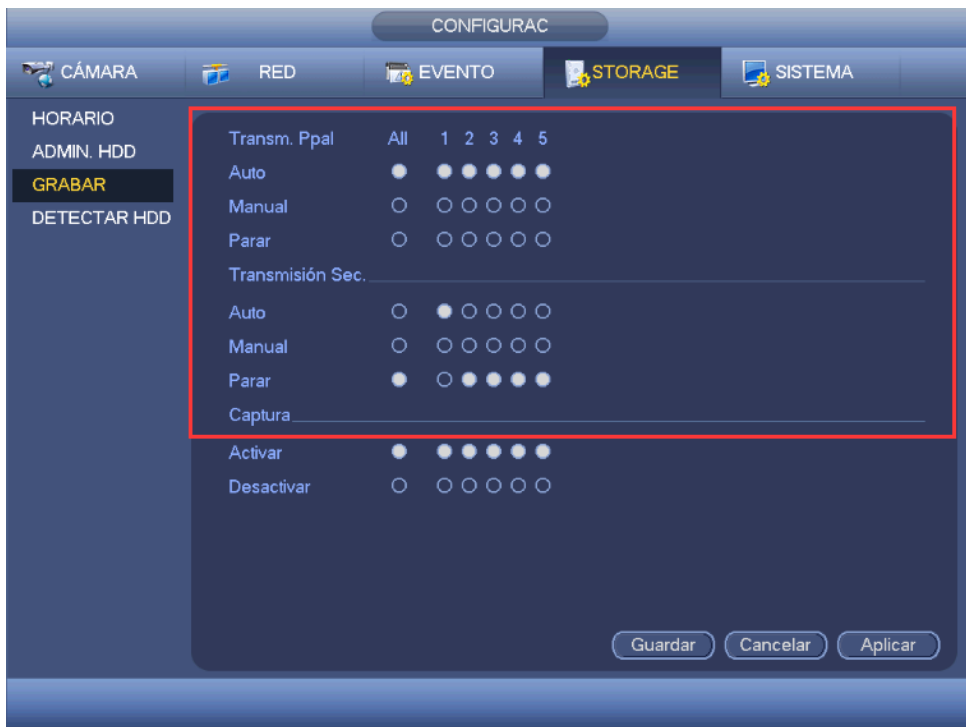 CONFIGURAC
CÁMARA RED EVENTO STORAGE SISTEMA
HORARIO
ADMIN. HDD
GRABAR
DETECTAR HDD
Transm. Ppal All 1 2 3 4 5
Auto
Manual
Parar
Transmisión Sec.
Auto
Manual
Parar
Captura
Activar
Desactivar
Guardar Cancelar Aplicar